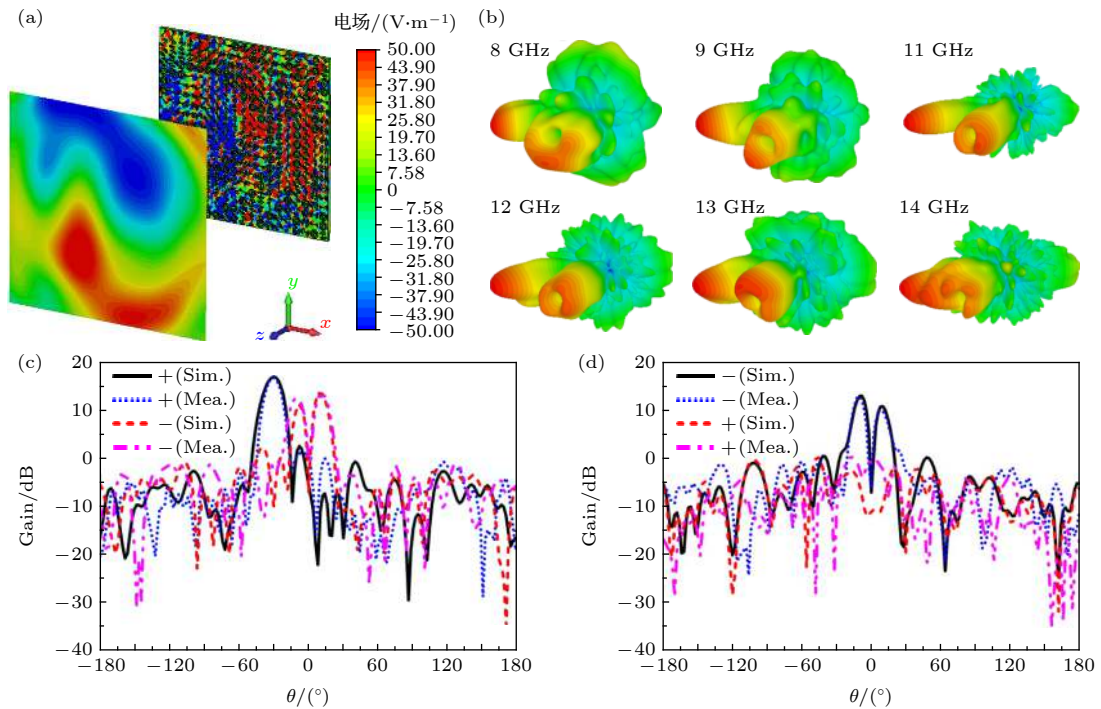 (a)
电场/(V·m⁻¹)
50.00
43.90
37.90
31.80
25.80
19.70
13.60
7.58
0
−7.58
−13.60
−19.70
−25.80
−31.80
−37.90
−43.90
−50.00
y
x
z
(b)
8 GHz
9 GHz
11 GHz
12 GHz
13 GHz
14 GHz
(c)
+(Sim.)
+(Mea.)
−(Sim.)
−(Mea.)
Gain/dB
20
10
0
−10
−20
−30
−40
−180 −120 −60 0 60 120 180
θ/(°)
(d)
−(Sim.)
−(Mea.)
+(Sim.)
+(Mea.)
Gain/dB
20
10
0
−10
−20
−30
−40
−180 −120 −60 0 60 120 180
θ/(°)